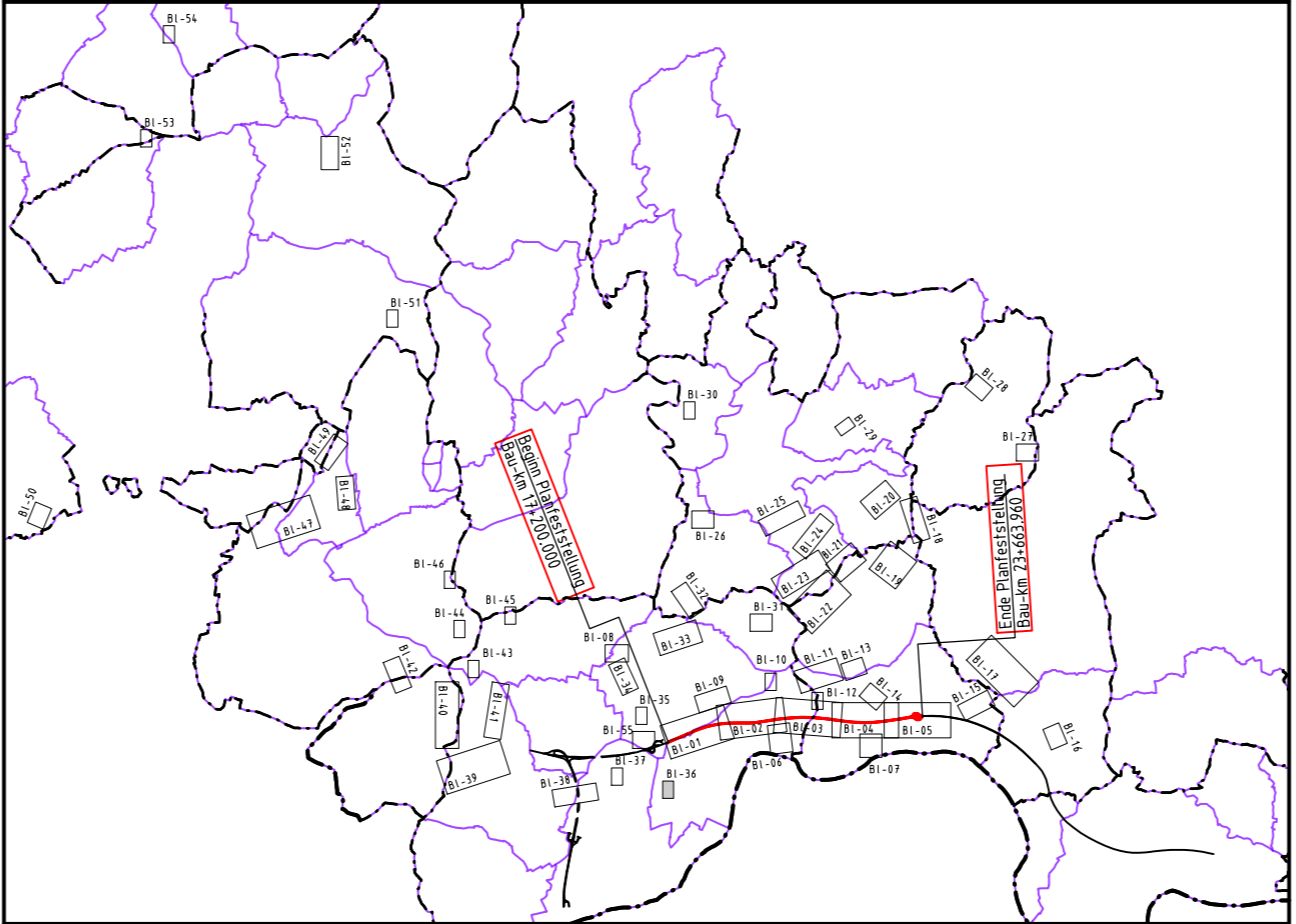 Bl-54
Bl-53
Bl-52
Bl-51
Bl-30
Bl-28
Bl-29
Bl-27
Bl-49
Bl-48
Bl-47
Bl-50
Beginn Planfeststellung
Bau-km 17+200.000
Ende Planfeststellung
Bau-km 23+663.960
Bl-25
Bl-20
Bl-18
Bl-26
Bl-24
Bl-21
Bl-19
Bl-23
Bl-22
Bl-46
Bl-44
Bl-45
Bl-32
Bl-31
Bl-33
Bl-08
Bl-34
Bl-43
Bl-42
Bl-10
Bl-11
Bl-13
Bl-17
Bl-40
Bl-41
Bl-35
Bl-09
Bl-12
Bl-14
Bl-15
Bl-55
Bl-01
Bl-02
Bl-03
Bl-04
Bl-05
Bl-16
Bl-06
Bl-07
Bl-39
Bl-38
Bl-37
Bl-36